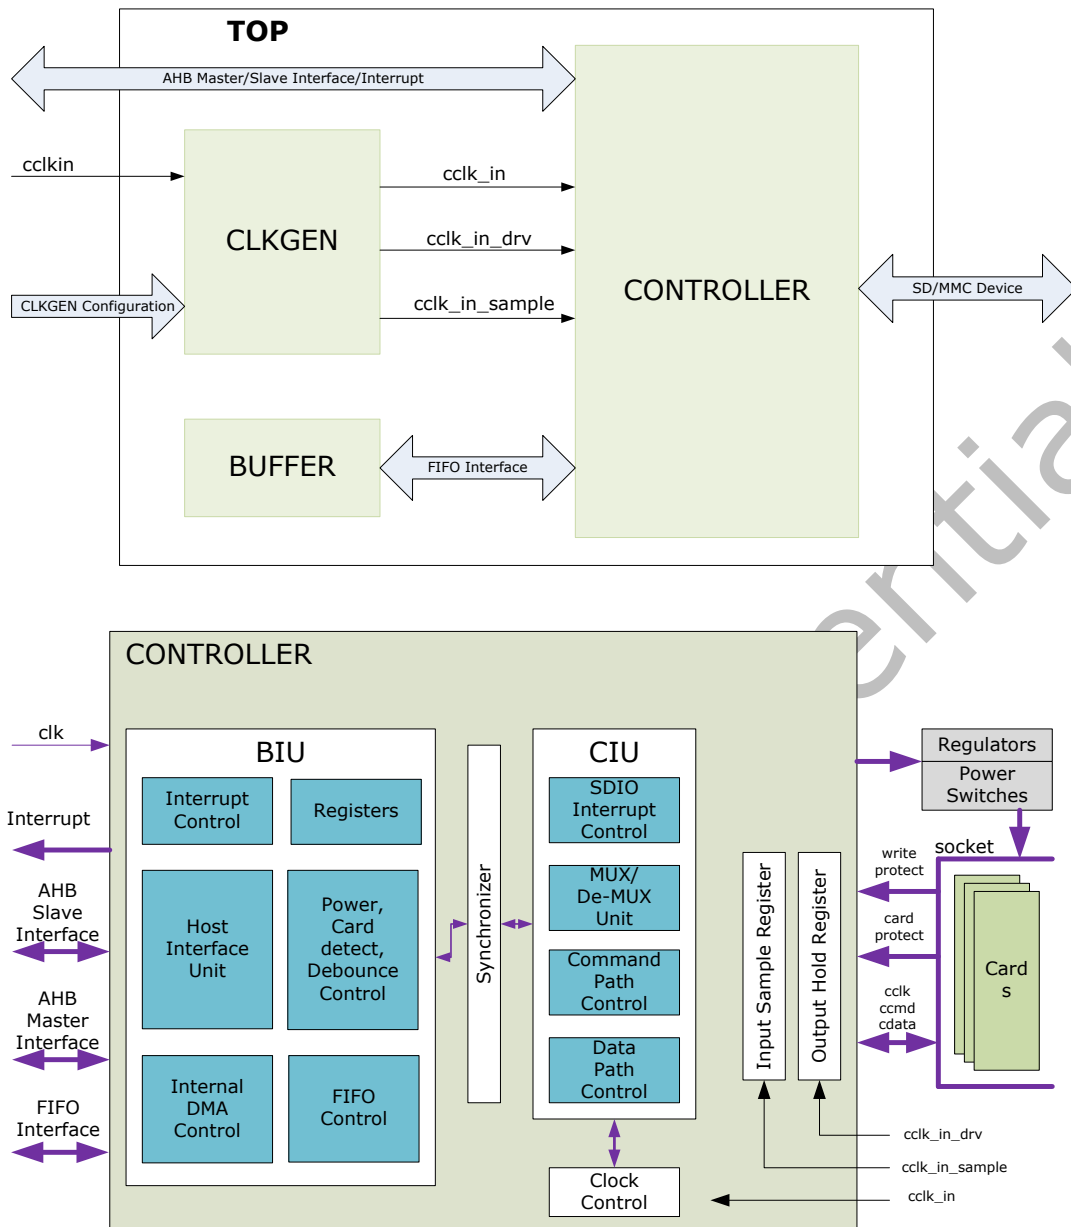 TOP
AHB Master/Slave Interface/Interrupt
cclkin
cclk_in
CLKGEN
cclk_in_drv
CONTROLLER
SD/MMC Device
CLKGEN Configuration
cclk_in_sample
BUFFER
FIFO Interface
CONTROLLER
clk
Interrupt
AHB
Slave
Interface
AHB
Master
Interface
FIFO
Interface
BIU
Interrupt
Control
Registers
Host
Interface
Unit
Power,
Card
detect,
Debounce
Control
Internal
DMA
Control
FIFO
Control
Synchronizer
CIU
SDIO
Interrupt
Control
MUX/
De-MUX
Unit
Command
Path
Control
Data
Path
Control
Clock
Control
Input Sample Register
Output Hold Register
Regulators
Power
Switches
socket
write
protect
card
protect
cclk
ccmd
cdata
Card
s
cclk_in_drv
cclk_in_sample
cclk_in
ential